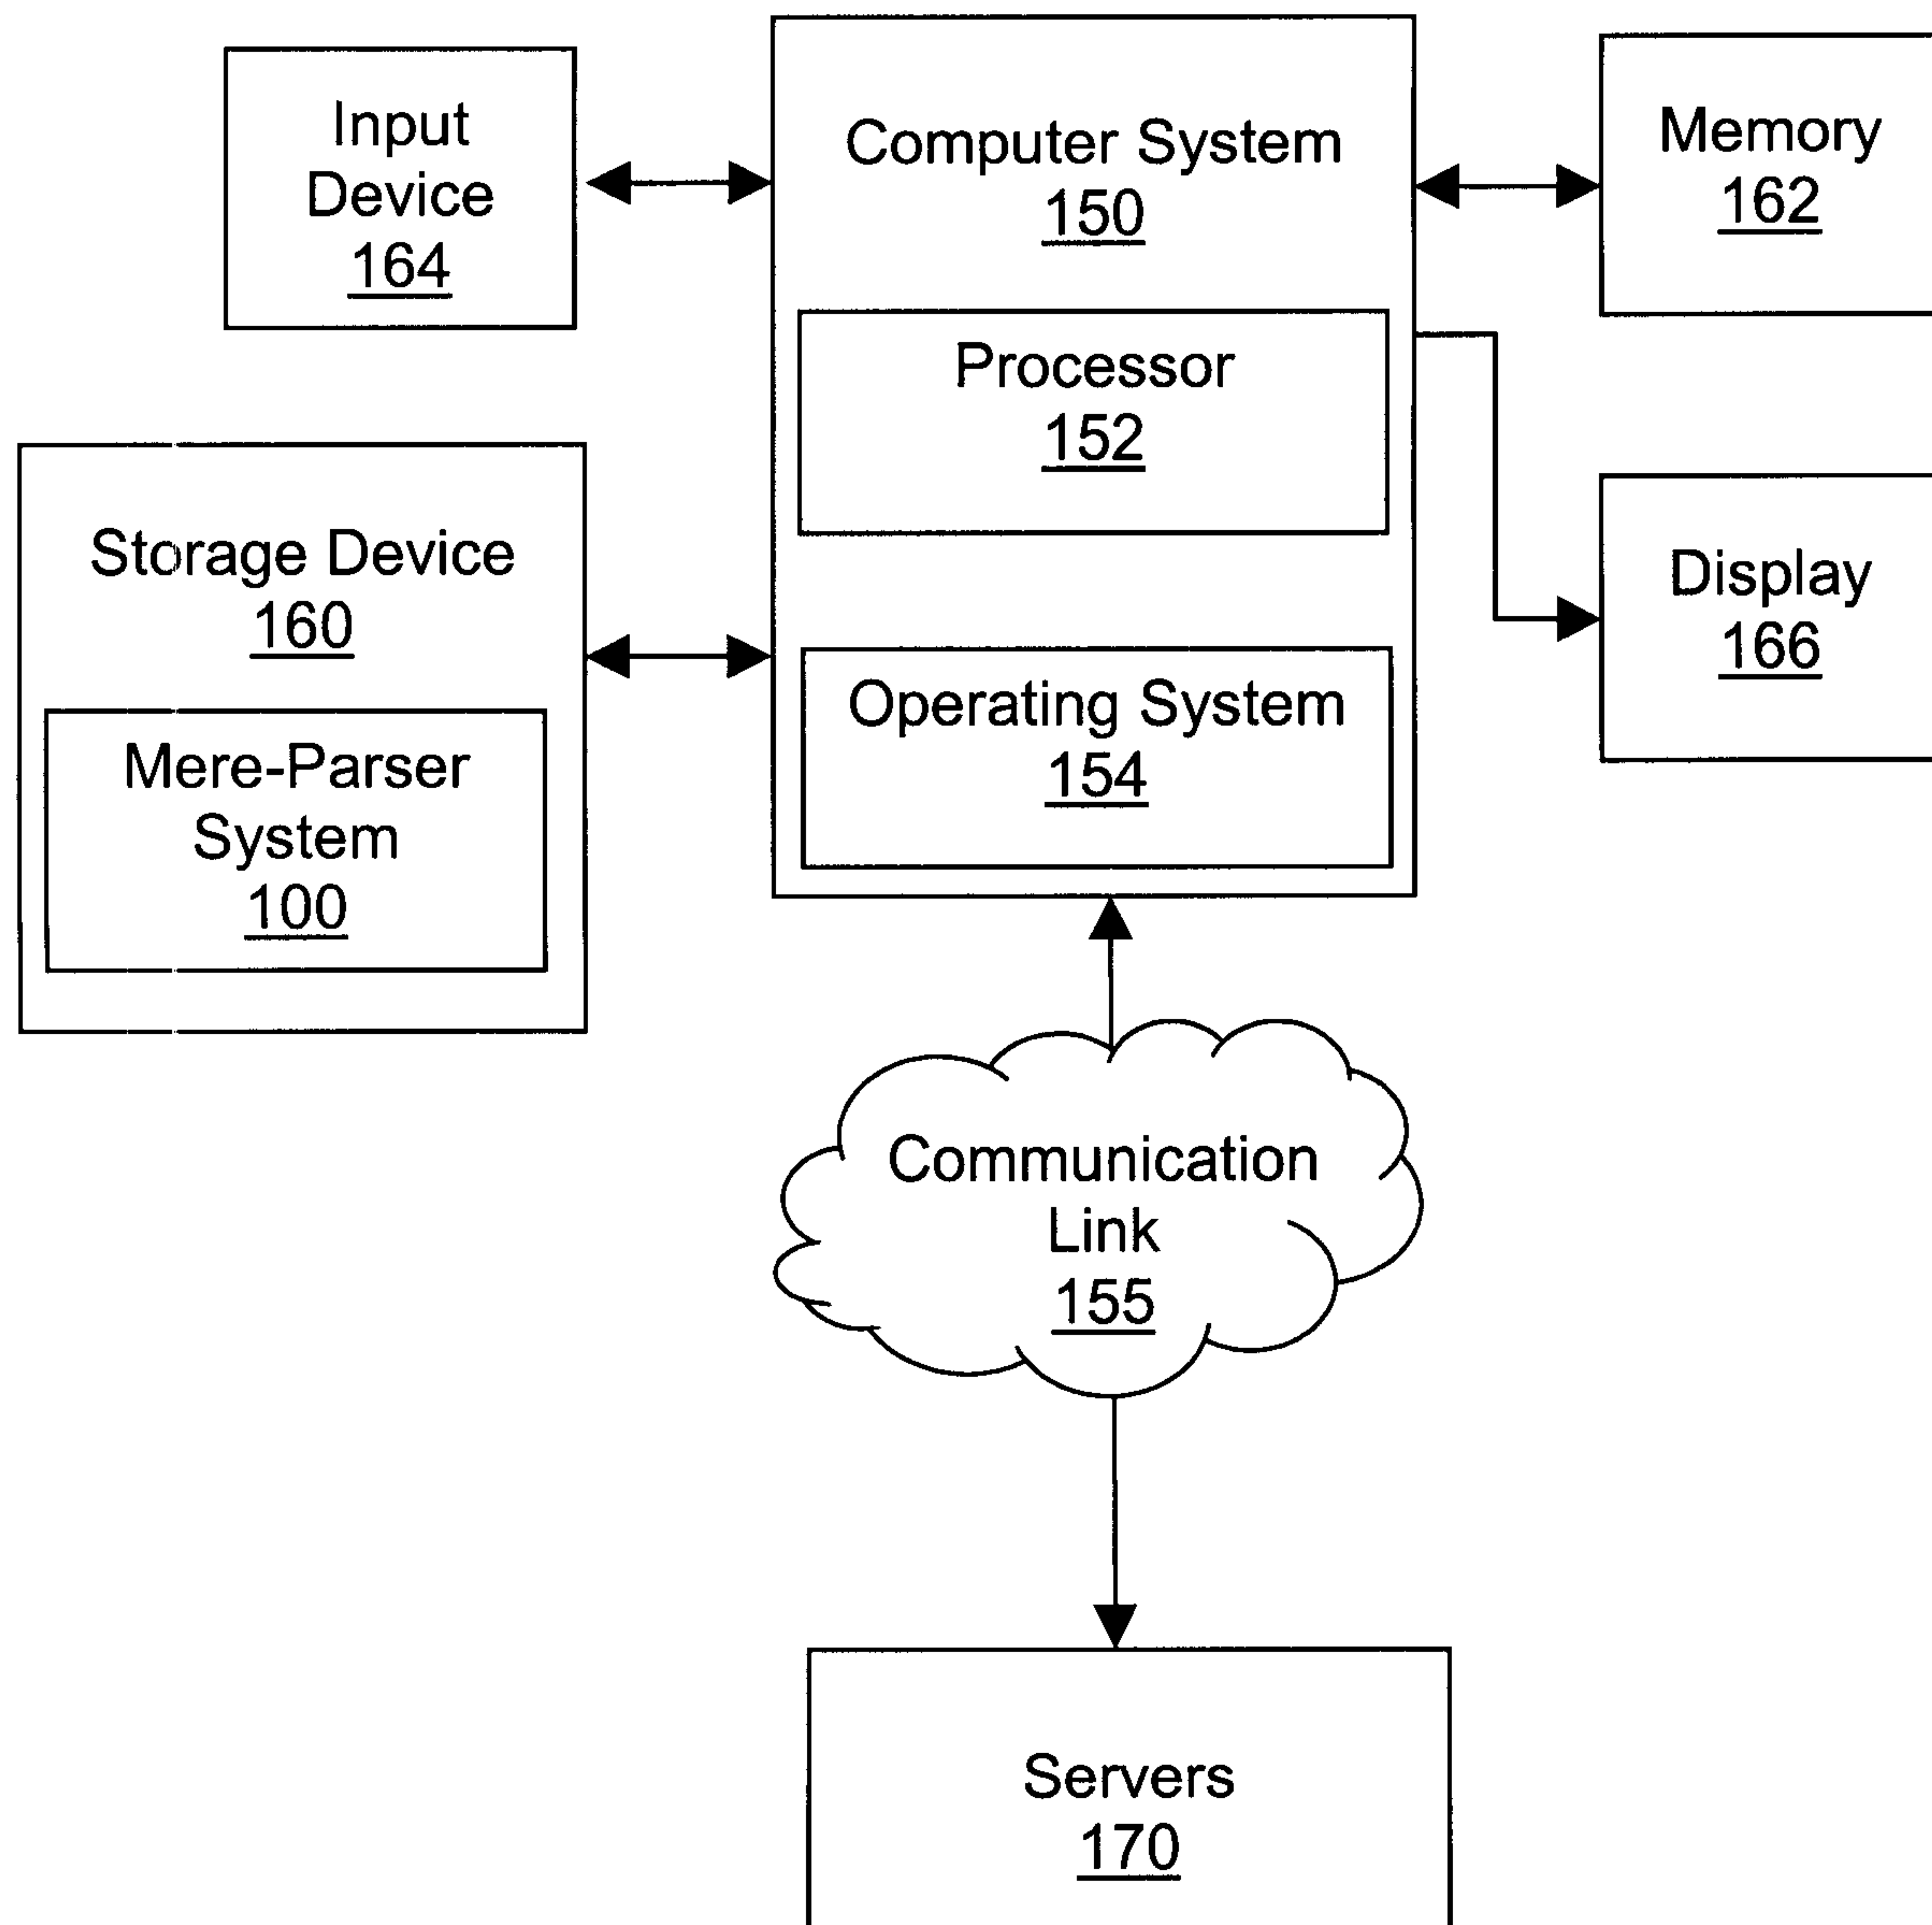 Input
Device
164
Computer System
150
Memory
162
Processor
152
Storage Device
160
Display
166
Operating System
154
Mere-Parser
System
100
Communication
Link
155
Servers
170